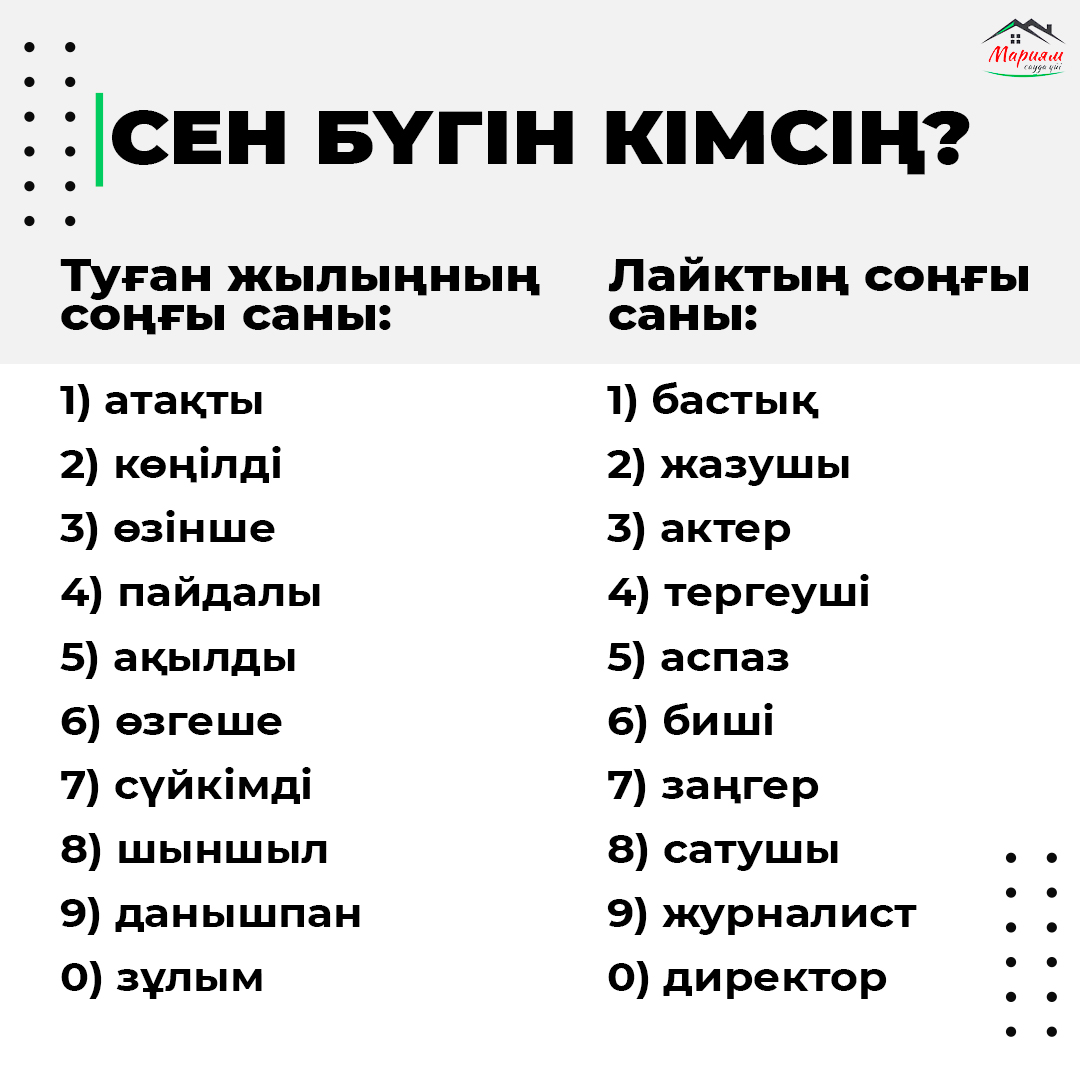 Мариям
сауда үйі
СЕН БҮГІН КІМСІҢ?
Туған жылыңның
соңғы саны:
1) атақты
2) көңілді
3) өзінше
4) пайдалы
5) ақылды
6) өзгеше
7) сүйкімді
8) шыншыл
9) данышпан
0) зұлым
Лайктың соңғы
саны:
1) бастық
2) жазушы
3) актер
4) тергеуші
5) аспаз
6) биші
7) заңгер
8) сатушы
9) журналист
0) директор